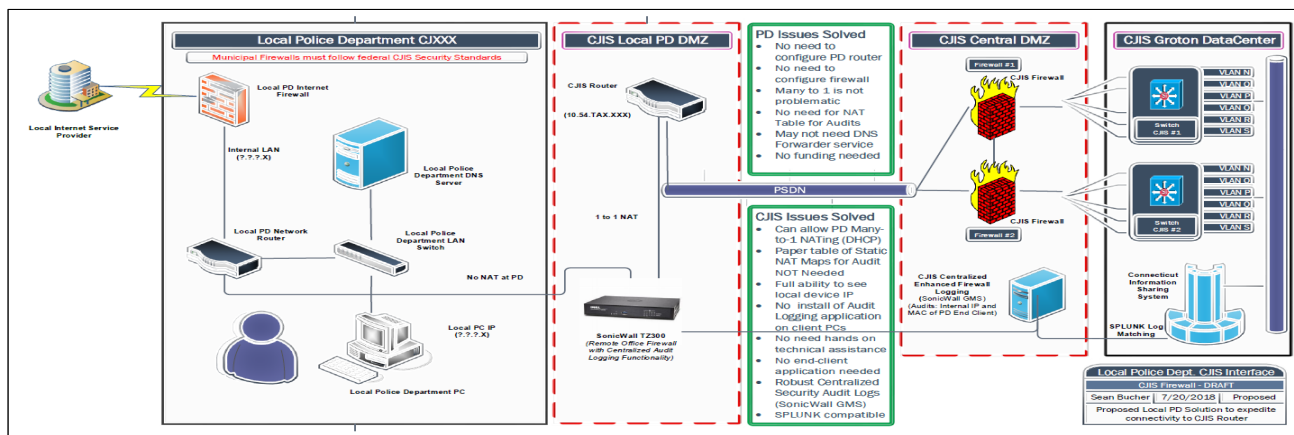 Local Police Department CJXXX
Municipal Firewalls must follow federal CJIS Security Standards
Local PD Internet
Firewall
Local Internet Service
Provider
Internal LAN
(?.?.?.X)
Local Police
Department DNS
Server
Local PD Network
Router
Local Police
Department LAN
Switch
No NAT at PD
Local PC IP
(?.?.?.X)
Local Police Department PC
CJIS Local PD DMZ
CJIS Router
(10.54.TAX.XXX)
1 to 1 NAT
SonicWall TZ300
(Remote Office Firewall
with Centralized Audit
Logging Functionality)
PD Issues Solved
• No need to
configure PD router
• No need to
configure firewall
• Many to 1 is not
problematic
• No need for NAT
Table for Audits
• May not need DNS
Forwarder service
• No funding needed
PSDN
CJIS Issues Solved
• Can allow PD Many-
to-1 NATing (DHCP)
• Paper table of Static
NAT Maps for Audit
NOT Needed
• Full ability to see
local device IP
• No install of Audit
Logging application
on client PCs
• No need hands on
technical assistance
• No end-client
application needed
• Robust Centralized
Security Audit Logs
(SonicWall GMS)
• SPLUNK compatible
CJIS Central DMZ
Firewall #1
CJIS Firewall
CJIS Firewall
Firewall #2
CJIS Centralized
Enhanced Firewall
Logging
(SonicWall GMS)
(Audits: Internal IP and
MAC of PD End Client)
CJIS Groton DataCenter
VLAN N
VLAN O
VLAN P
VLAN Q
VLAN R
VLAN S
Switch
CJIS #1
VLAN N
VLAN O
VLAN P
VLAN Q
VLAN R
VLAN S
Switch
CJIS #2
Connecticut
Information
Sharing
System
SPLUNK Log
Matching
Local Police Dept. CJIS Interface
CJIS Firewall - DRAFT
Sean Bucher 7/20/2018 Proposed
Proposed Local PD Solution to expedite
connectivity to CJIS Router